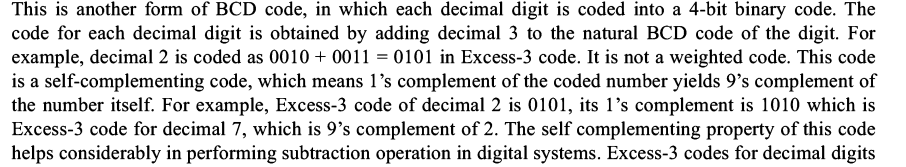 This is another form of BCD code, in which each decimal digit is coded into a 4-bit binary code. The
code for each decimal digit is obtained by adding decimal 3 to the natural BCD code of the digit. For
example, decimal 2 is coded as 0010 + 0011 = 0101 in Excess-3 code. It is not a weighted code. This code
is a self-complementing code, which means 1’s complement of the coded number yields 9’s complement of
the number itself. For example, Excess-3 code of decimal 2 is 0101, its 1’s complement is 1010 which is
Excess-3 code for decimal 7, which is 9’s complement of 2. The self complementing property of this code
helps considerably in performing subtraction operation in digital systems. Excess-3 codes for decimal digits